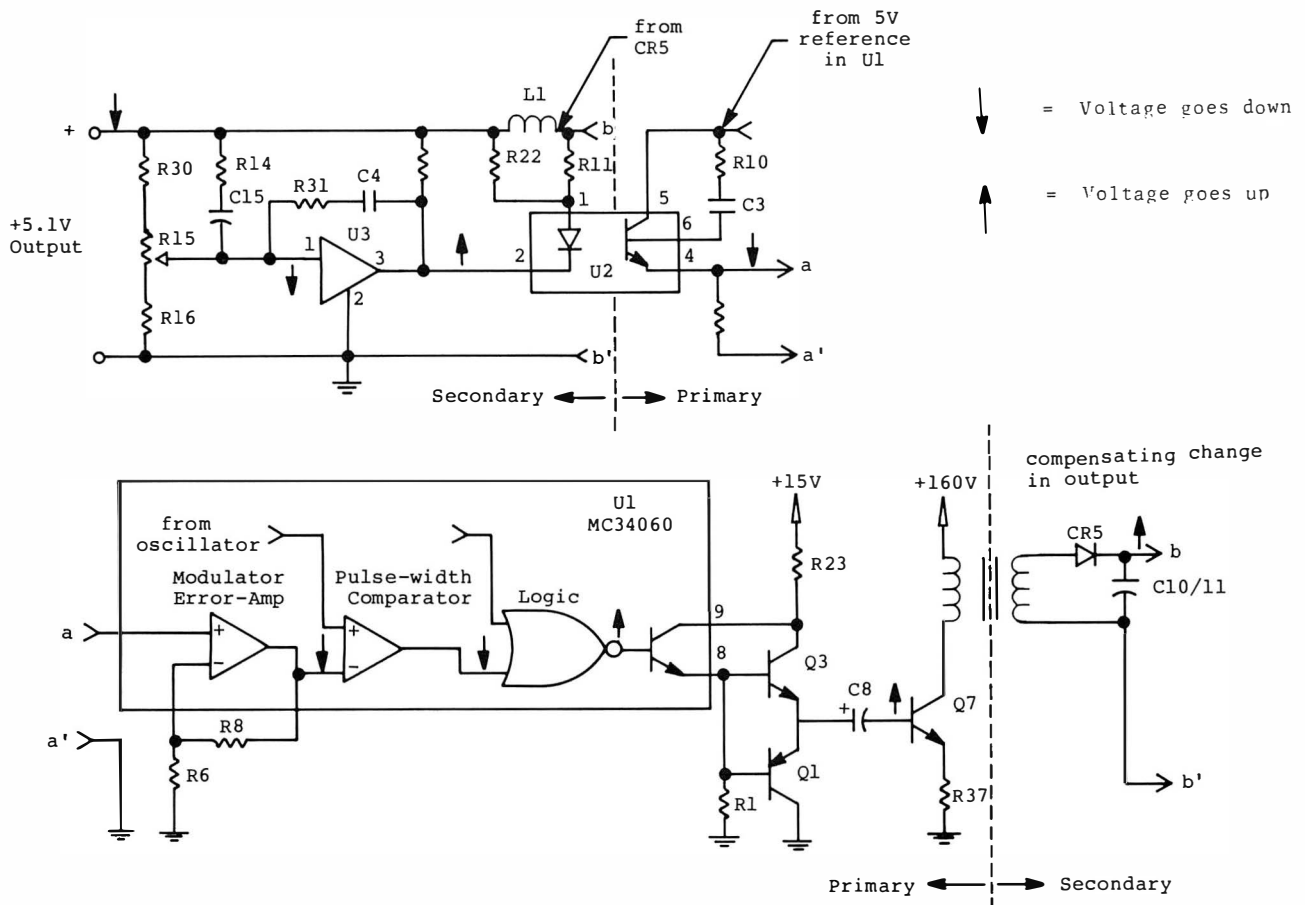 from
CR5
from 5V
reference
in U1
L1
+
b
R30
R14
R22
R11
R10
= Voltage goes down
R31
C4
C15
1
5
C3
= Voltage goes up
+5.1V
Output
R15
U3
1
3
2
6
2
U2
4
a
R16
b'
a'
Secondary
Primary
U1
MC34060
+15V
+160V
compensating change
in output
from
oscillator
CR5
b
R23
Modulator
Error-Amp
Pulse-width
Comparator
Logic
C10/11
9
a
+
+
8
Q3
-
-
C8
+
Q7
R8
a'
R6
Q1
b'
R1
R37
Primary
Secondary